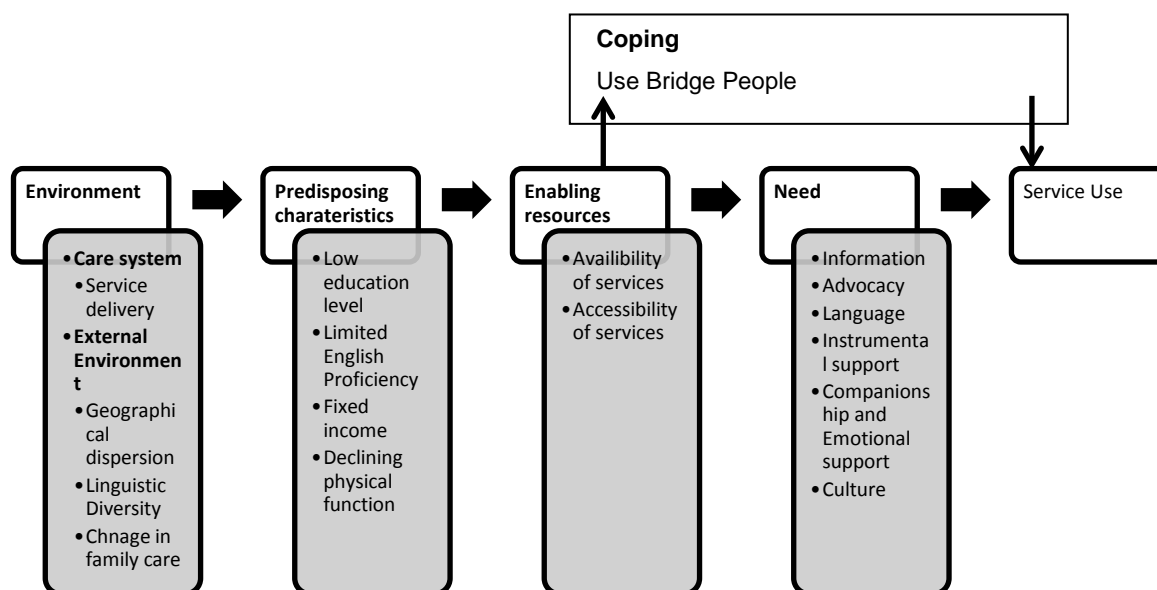 Coping
Use Bridge People
Environment
•Care system
•Service
delivery
•External
Environmen
t
•Geographi
cal
dispersion
•Linguistic
Diversity
•Chnage in
family care
Predisposing
charateristics
•Low
education
level
•Limited
English
Proficiency
•Fixed
income
•Declining
physical
function
Enabling
resources
•Availibility
of services
•Accessibility
of services
Need
•Information
•Advocacy
•Language
•Instrumenta
l support
•Companions
hip and
Emotional
support
•Culture
Service Use